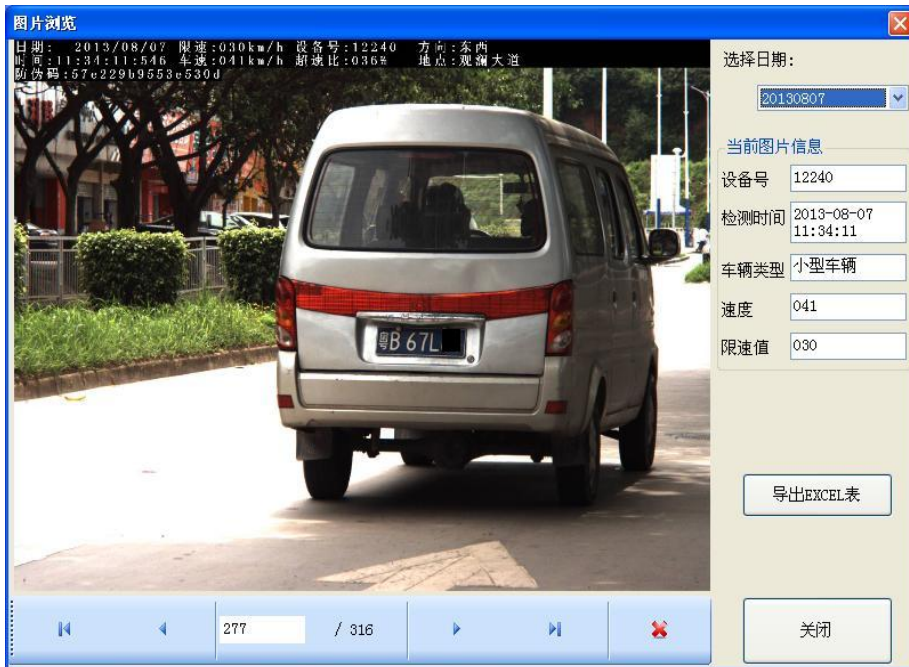 图片浏览
日期: 2013/08/07 限速:030km/h 设备号:12240 方向:东西
时间:11:34:11:546 车速:041km/h 超速比:036% 地点:观澜大道
防伪码:57e229b9553e530d
选择日期:
20130807
当前图片信息
设备号 12240
检测时间 2013-08-07
11:34:11
车辆类型 小型车辆
速度 041
限速值 030
粤B 67L
导出EXCEL表
277 / 316
关闭